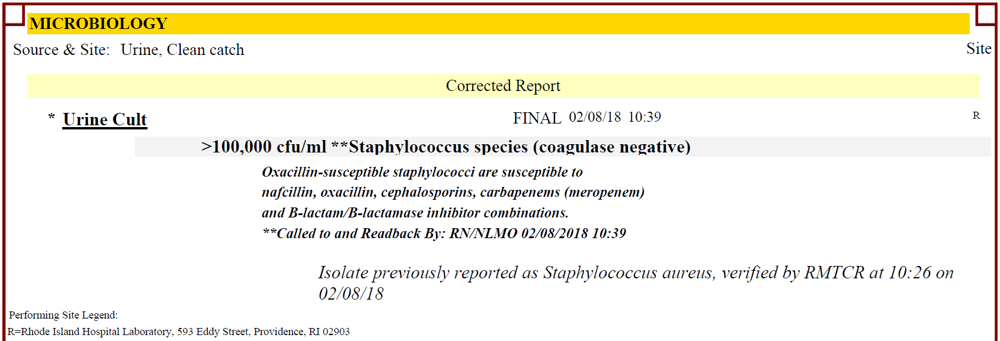 MICROBIOLOGY
Source & Site: Urine, Clean catch Site
Corrected Report
* Urine Cult FINAL 02/08/18 10:39 R
>100,000 cfu/ml **Staphylococcus species (coagulase negative)
Oxacillin-susceptible staphylococci are susceptible to
nafcillin, oxacillin, cephalosporins, carbapenems (meropenem)
and B-lactam/B-lactamase inhibitor combinations.
**Called to and Readback By: RN/NLMO 02/08/2018 10:39
Isolate previously reported as Staphylococcus aureus, verified by RMTCR at 10:26 on
02/08/18
Performing Site Legend:
R=Rhode Island Hospital Laboratory, 593 Eddy Street, Providence, RI 02903